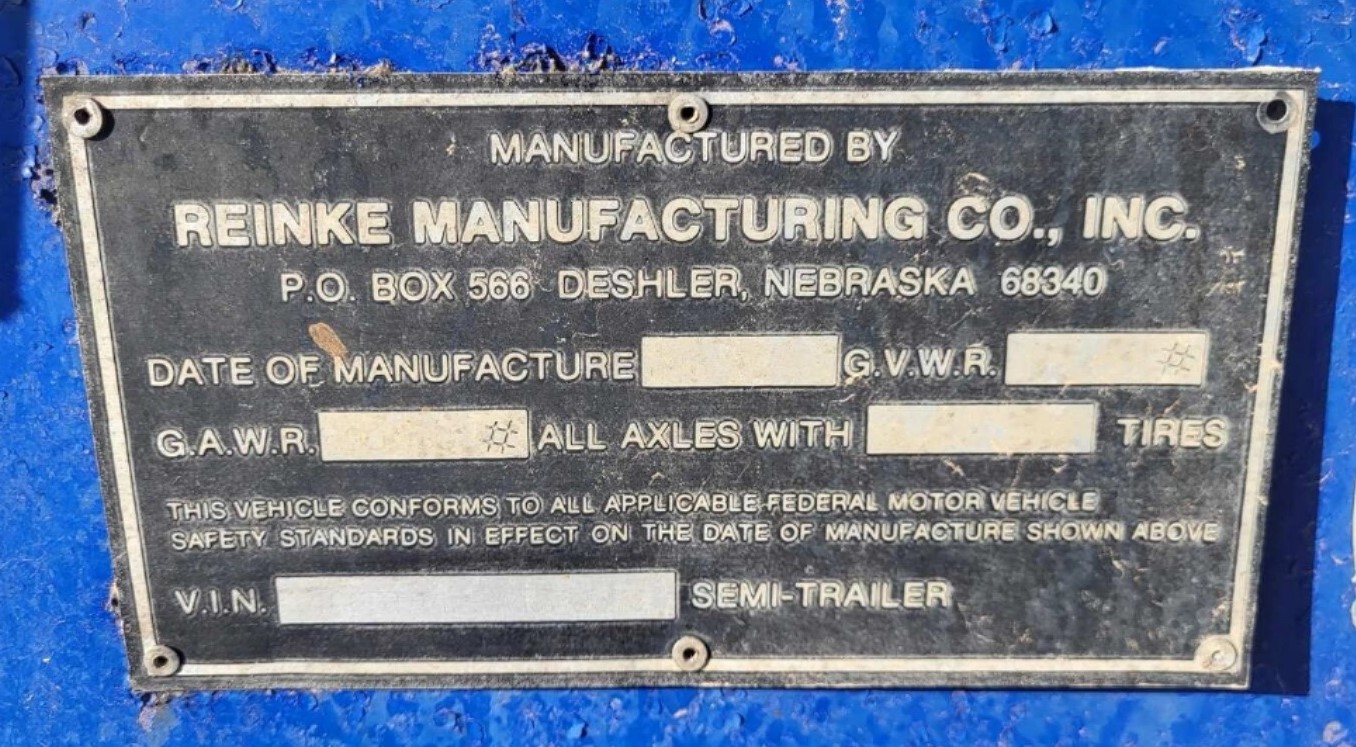 MANUFACTURED BY
REINKE MANUFACTURING CO., INC.
P.O. BOX 566 DESHLER, NEBRASKA 68340
DATE OF MANUFACTURE G.V.W.R. #
G.A.W.R. # ALL AXLES WITH TIRES
THIS VEHICLE CONFORMS TO ALL APPLICABLE FEDERAL MOTOR VEHICLE
SAFETY STANDARDS IN EFFECT ON THE DATE OF MANUFACTURE SHOWN ABOVE
V.I.N. SEMI-TRAILER